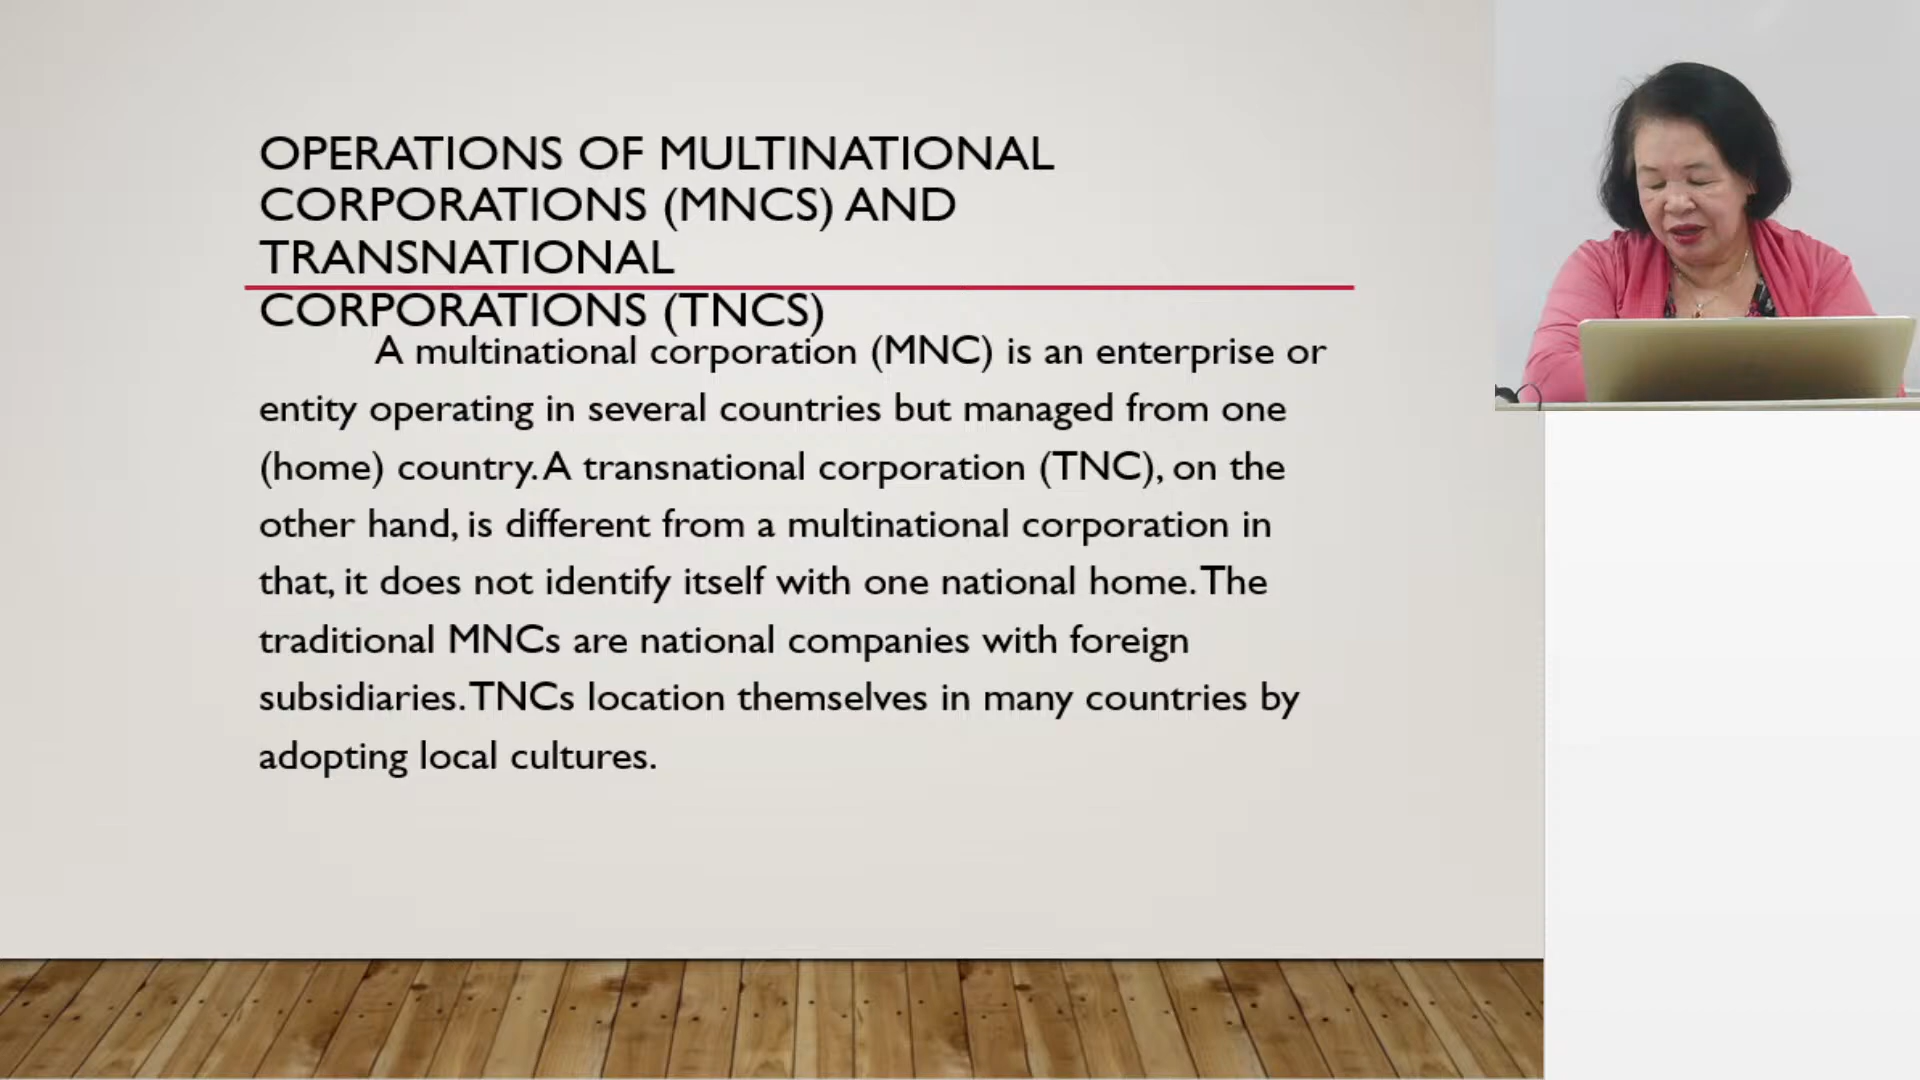 OPERATIONS OF MULTINATIONAL
CORPORATIONS (MNCS) AND
TRANSNATIONAL
CORPORATIONS (TNCS)
A multinational corporation (MNC) is an enterprise or
entity operating in several countries but managed from one
(home) country. A transnational corporation (TNC), on the
other hand, is different from a multinational corporation in
that, it does not identify itself with one national home. The
traditional MNCs are national companies with foreign
subsidiaries. TNCs location themselves in many countries by
adopting local cultures.